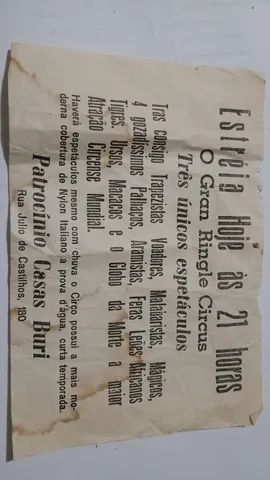 Estréia Hoje às 21 horas
O Gran Ringle Circus
Três únicos espetáculos
Tras consigo Trapezistas Voadores, Malabaristas, Mágicos,
4 gozadissimos Palhaços, Aramistas, Feras Leões Africanos
Tigres, Ursos, Macacos e o Globo da Morte a maior
Atração Circense Mundial.
Haverá espetáculos mesmo com chuva o Circo possui a mais mo-
derna cobertura de Nylon Italiano a prova d'água, curta temporada.
Patrocínio Casas Buri
Rua Julio de Castilhos, 180